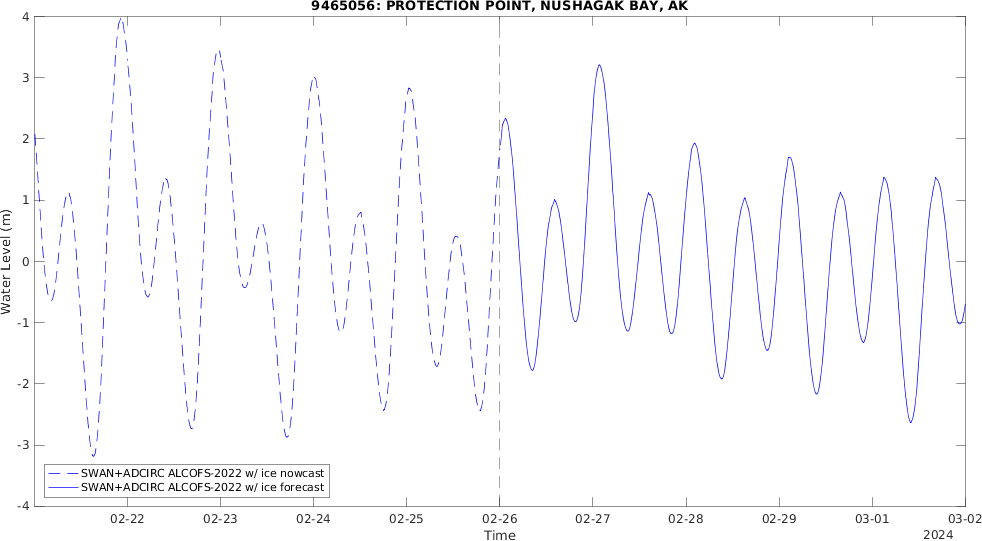 9465056: PROTECTION POINT, NUSHAGAK BAY, AK
4
3
2
1
0
-1
-2
-3
-4
Water Level (m)
SWAN+ADCIRC ALCOFS-2022 w/ ice nowcast
SWAN+ADCIRC ALCOFS-2022 w/ ice forecast
02-22 02-23 02-24 02-25 02-26 02-27 02-28 02-29 03-01 03-02
Time
2024